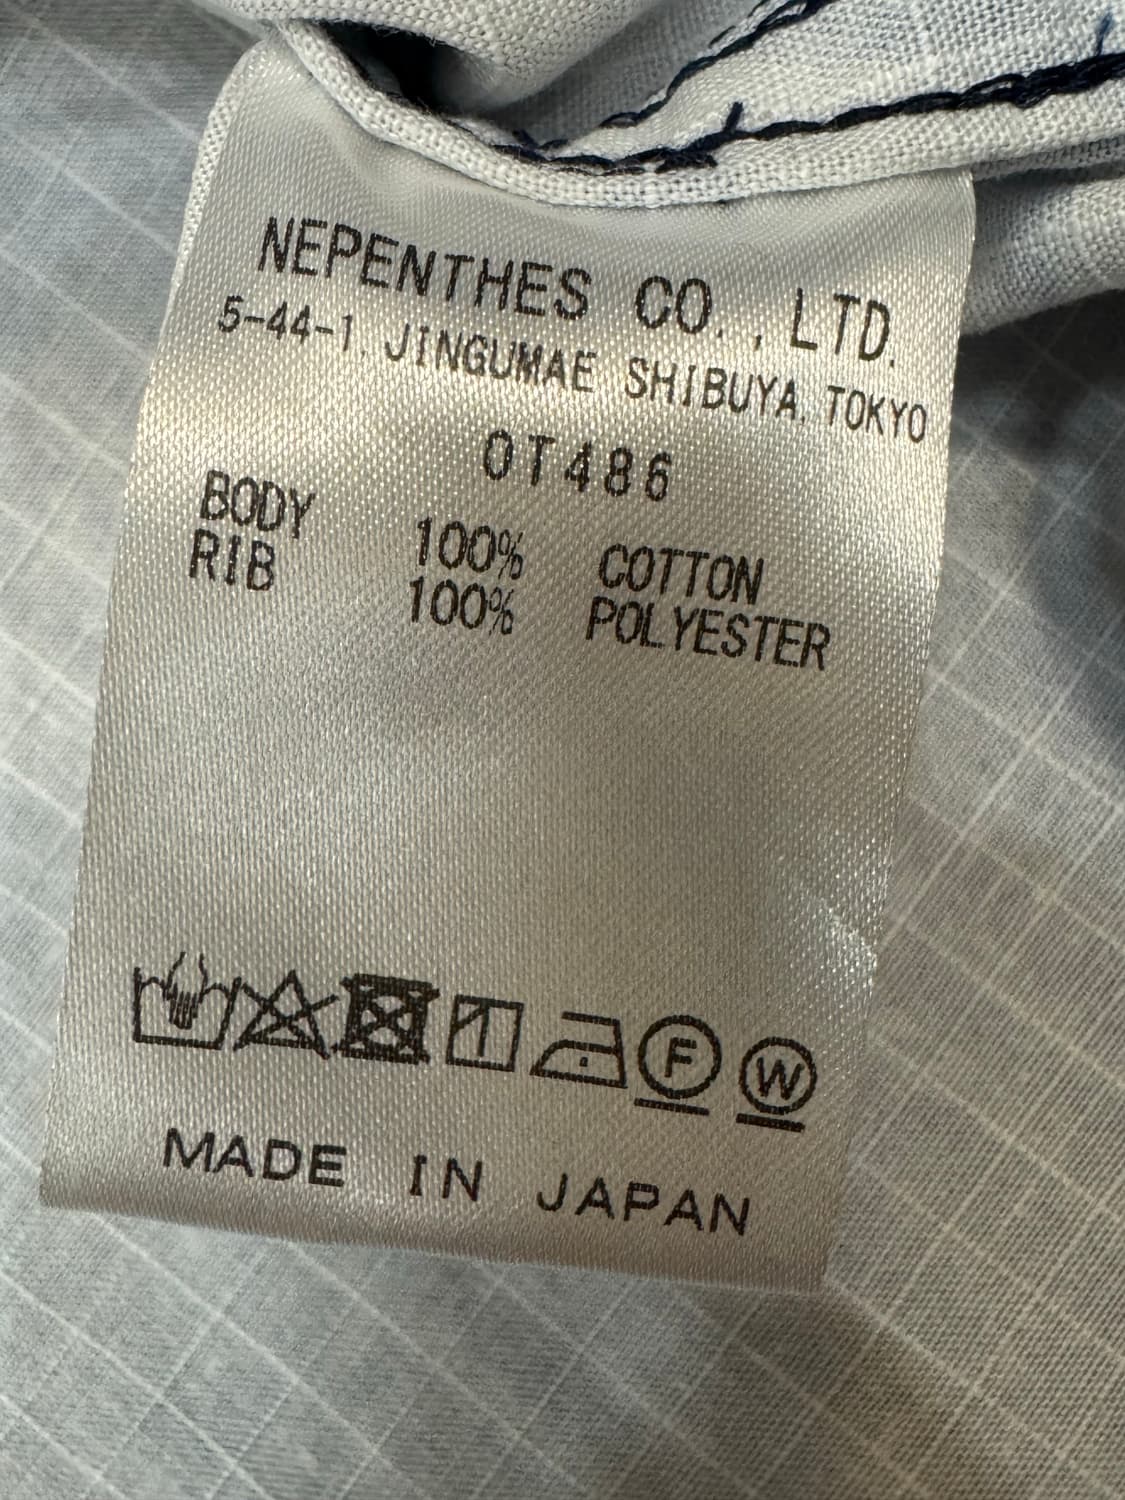 NEPENTHES CO., LTD.
5-44-1, JINGUMAE SHIBUYA, TOKYO
OT486
BODY 100% COTTON
RIB 100% POLYESTER
F W
MADE IN JAPAN